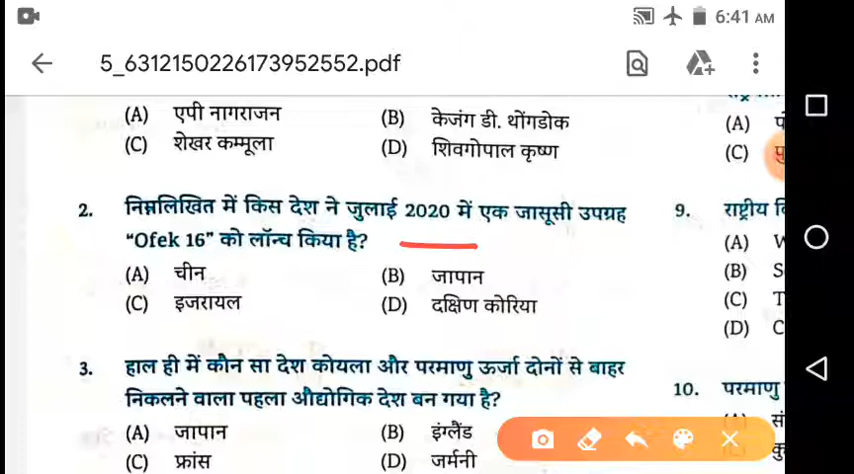 6:41 AM
5_6312150226173952552.pdf
(A) एपी नागराजन (B) केजंग डी. थोंगडोक
(C) शेखर कम्मूला (D) शिवगोपाल कृष्ण
2. निम्नलिखित में किस देश ने जुलाई 2020 में एक जासूसी उपग्रह
“Ofek 16” को लॉन्च किया है?
(A) चीन (B) जापान
(C) इजरायल (D) दक्षिण कोरिया
3. हाल ही में कौन सा देश कोयला और परमाणु ऊर्जा दोनों से बाहर
निकलने वाला पहला औद्योगिक देश बन गया है?
(A) जापान (B) इंग्लैंड
(C) फ्रांस (D) जर्मनी
(A)
(C)
9. राष्ट्रीय
(A)
(B) S
(C) T
(D) C
10. परमाणु
(A)